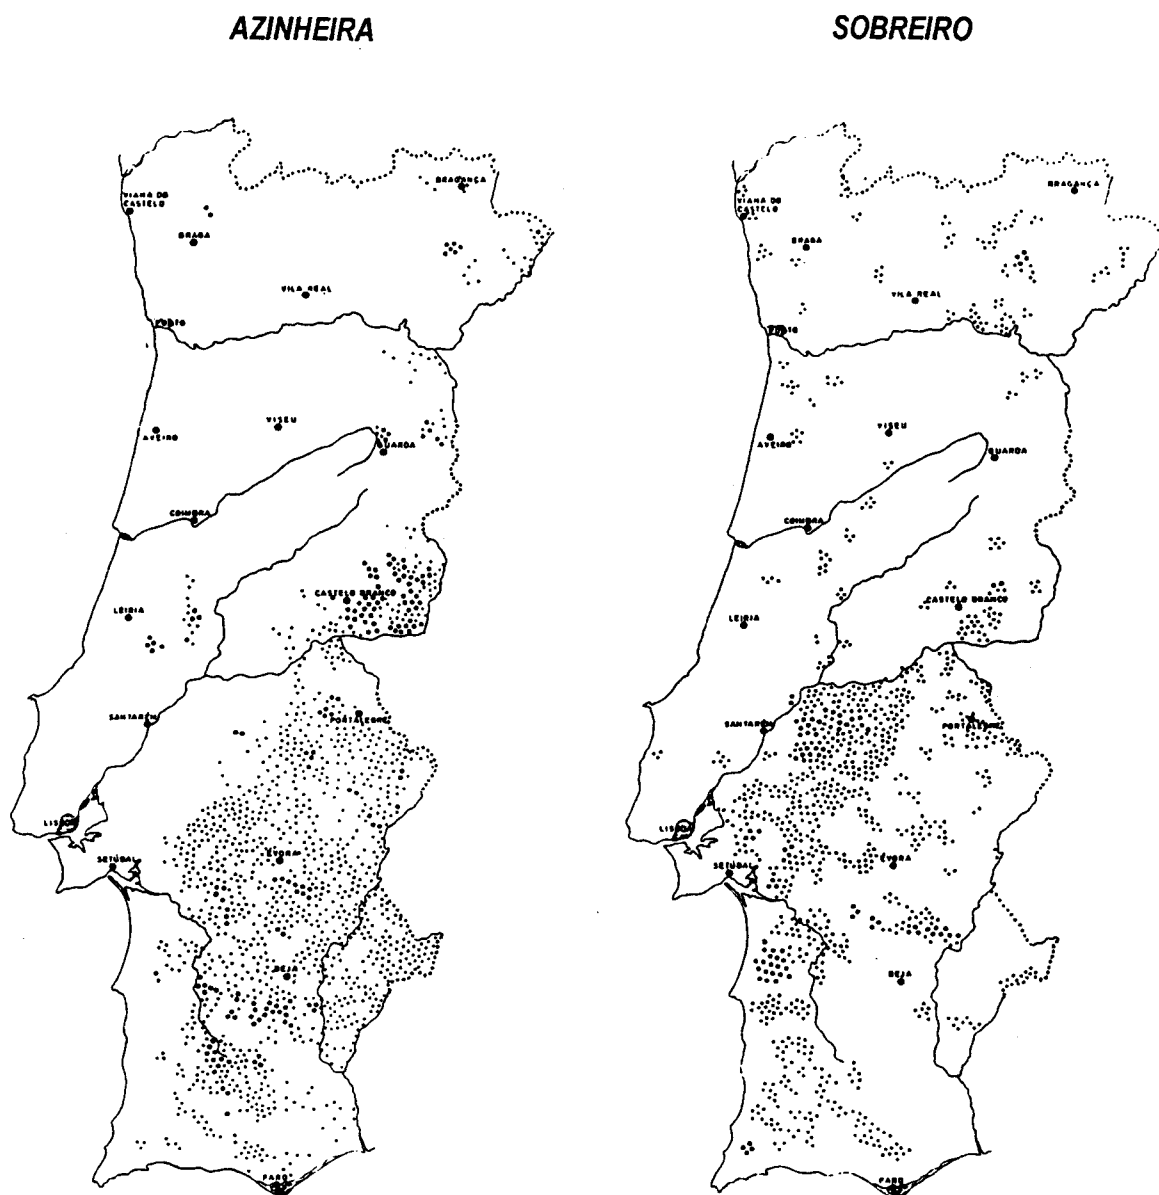 AZINHEIRA
VIANA DO
CASTELO
BRAGANÇA
BRAGA
VILA REAL
PORTO
AVEIRO
VISEU
GUARDA
COIMBRA
LEIRIA
CASTELO BRANCO
SANTARÉM
PORTALEGRE
LISBOA
SETÚBAL
ÉVORA
BEJA
FARO
SOBREIRO
VIANA DO
CASTELO
BRAGANÇA
BRAGA
VILA REAL
PORTO
AVEIRO
VISEU
GUARDA
COIMBRA
LEIRIA
CASTELO BRANCO
SANTARÉM
PORTALEGRE
LISBOA
SETÚBAL
ÉVORA
BEJA
FARO